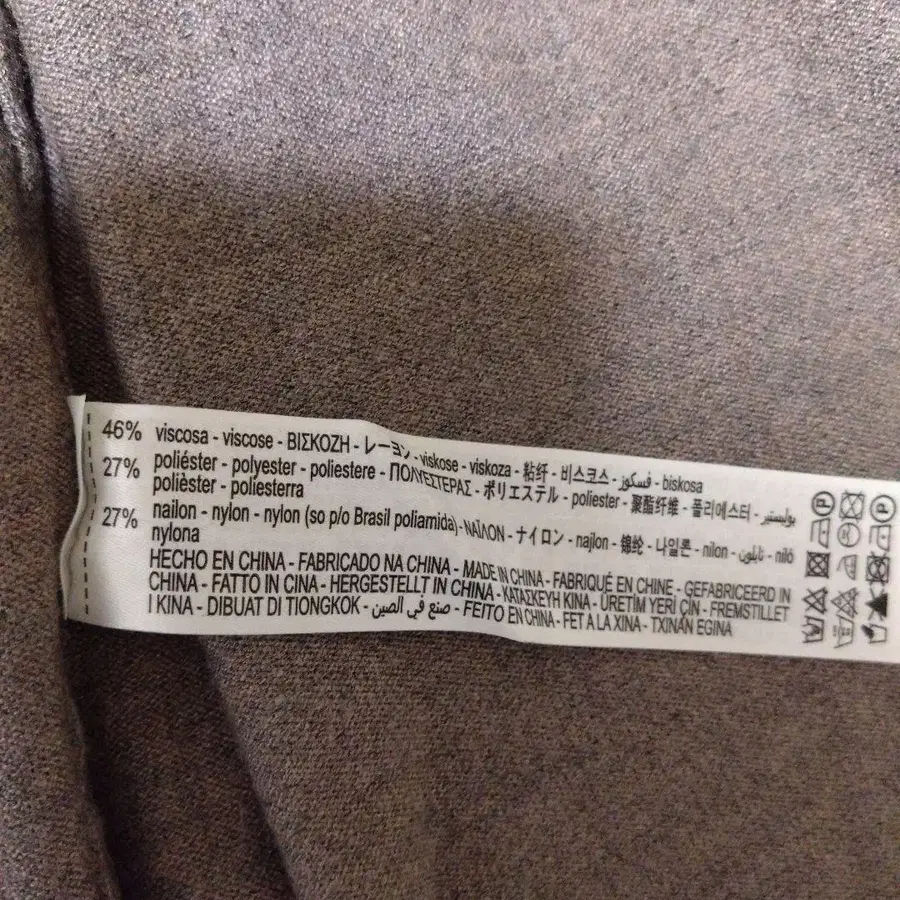 46% viscosa - viscose - ΒΙΣΚΟΖΗ - レーヨン - viskose - viskoza - 粘纤 - 비스코스 - فسكوز - biskosa
27% poliéster - polyester - poliestere - ΠΟΛΥΕΣΤΕΡΑΣ - ポリエステル - poliester - 聚酯纤维 - 폴리에스터 - بوليستير
polièster - poliesterra
27% nailon - nylon - nylon (so p/o Brasil poliamida) - ΝΑΪΛΟΝ - ナイロン - najlon - 锦纶 - 나일론 - nilon - نايلون - niló
nylona
HECHO EN CHINA - FABRICADO NA CHINA - MADE IN CHINA - FABRIQUÉ EN CHINE - GEFABRICEERD IN
CHINA - FATTO IN CINA - HERGESTELLT IN CHINA - ΚΑΤΑΣΚΕΥΗ ΚΙΝΑ - ÜRETİM YERİ ÇİN - FREMSTILLET
I KINA - DIBUAT DI TIONGKOK - صنع في الصين - FEITO EN CHINA - FET A LA XINA - TXINAN EGINA